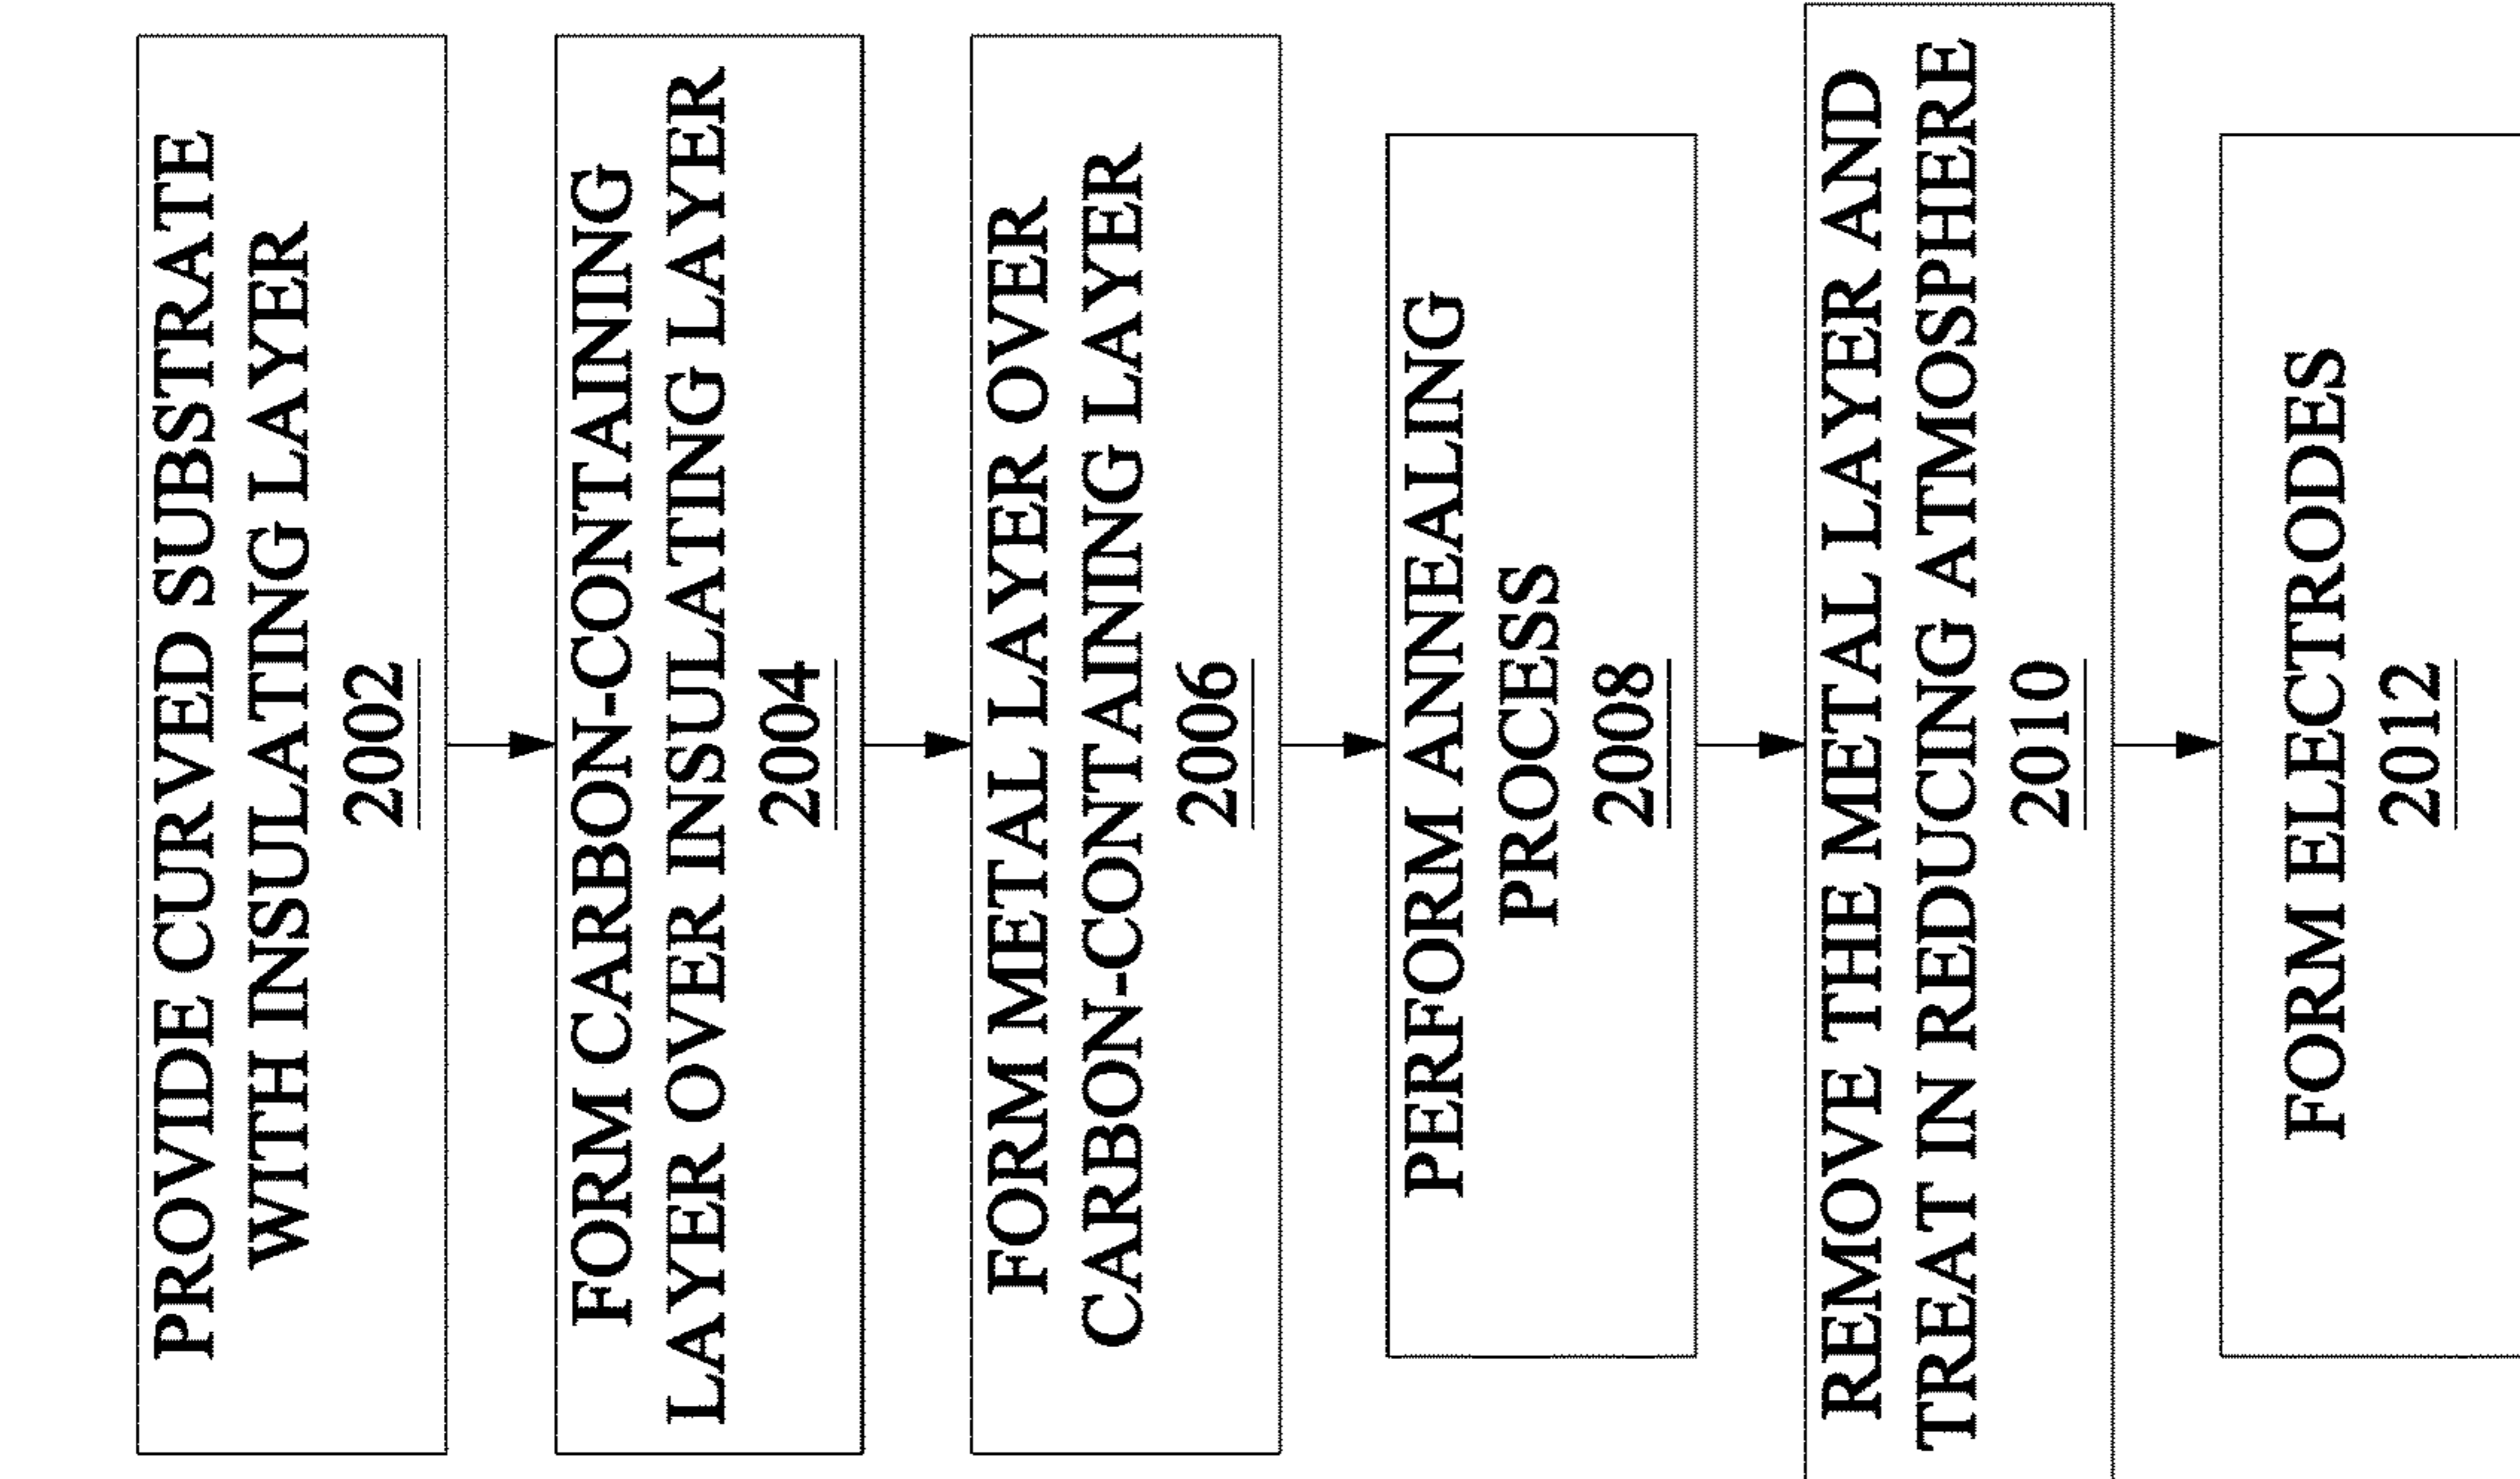 PROVIDE CURVED SUBSTRATE
WITH INSULATING LAYER
2002
FORM CARBON-CONTAINING
LAYER OVER INSULATING LAYER
2004
FORM METAL LAYER OVER
CARBON-CONTAINING LAYER
2006
PERFORM ANNEALING
PROCESS
2008
REMOVE THE METAL LAYER AND
TREAT IN REDUCING ATMOSPHERE
2010
FORM ELECTRODES
2012